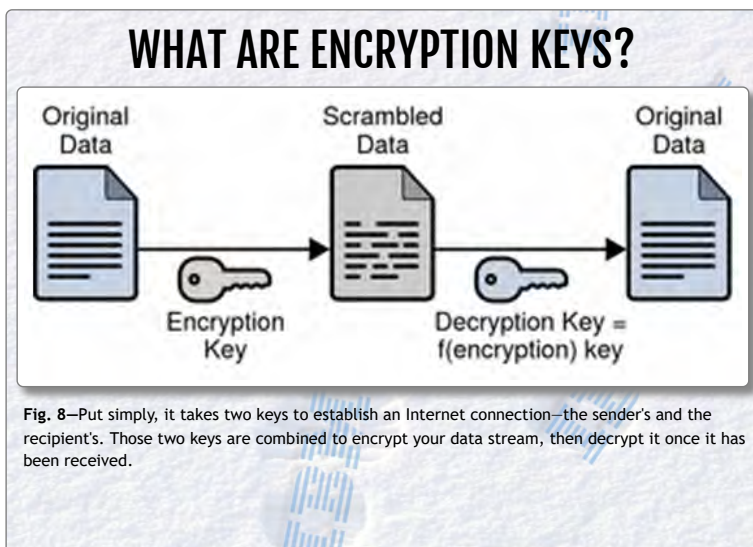 WHAT ARE ENCRYPTION KEYS?
Original
Data
Scrambled
Data
Original
Data
Encryption
Key
Decryption Key =
f(encryption) key
Fig. 8—Put simply, it takes two keys to establish an Internet connection—the sender's and the
recipient's. Those two keys are combined to encrypt your data stream, then decrypt it once it has
been received.